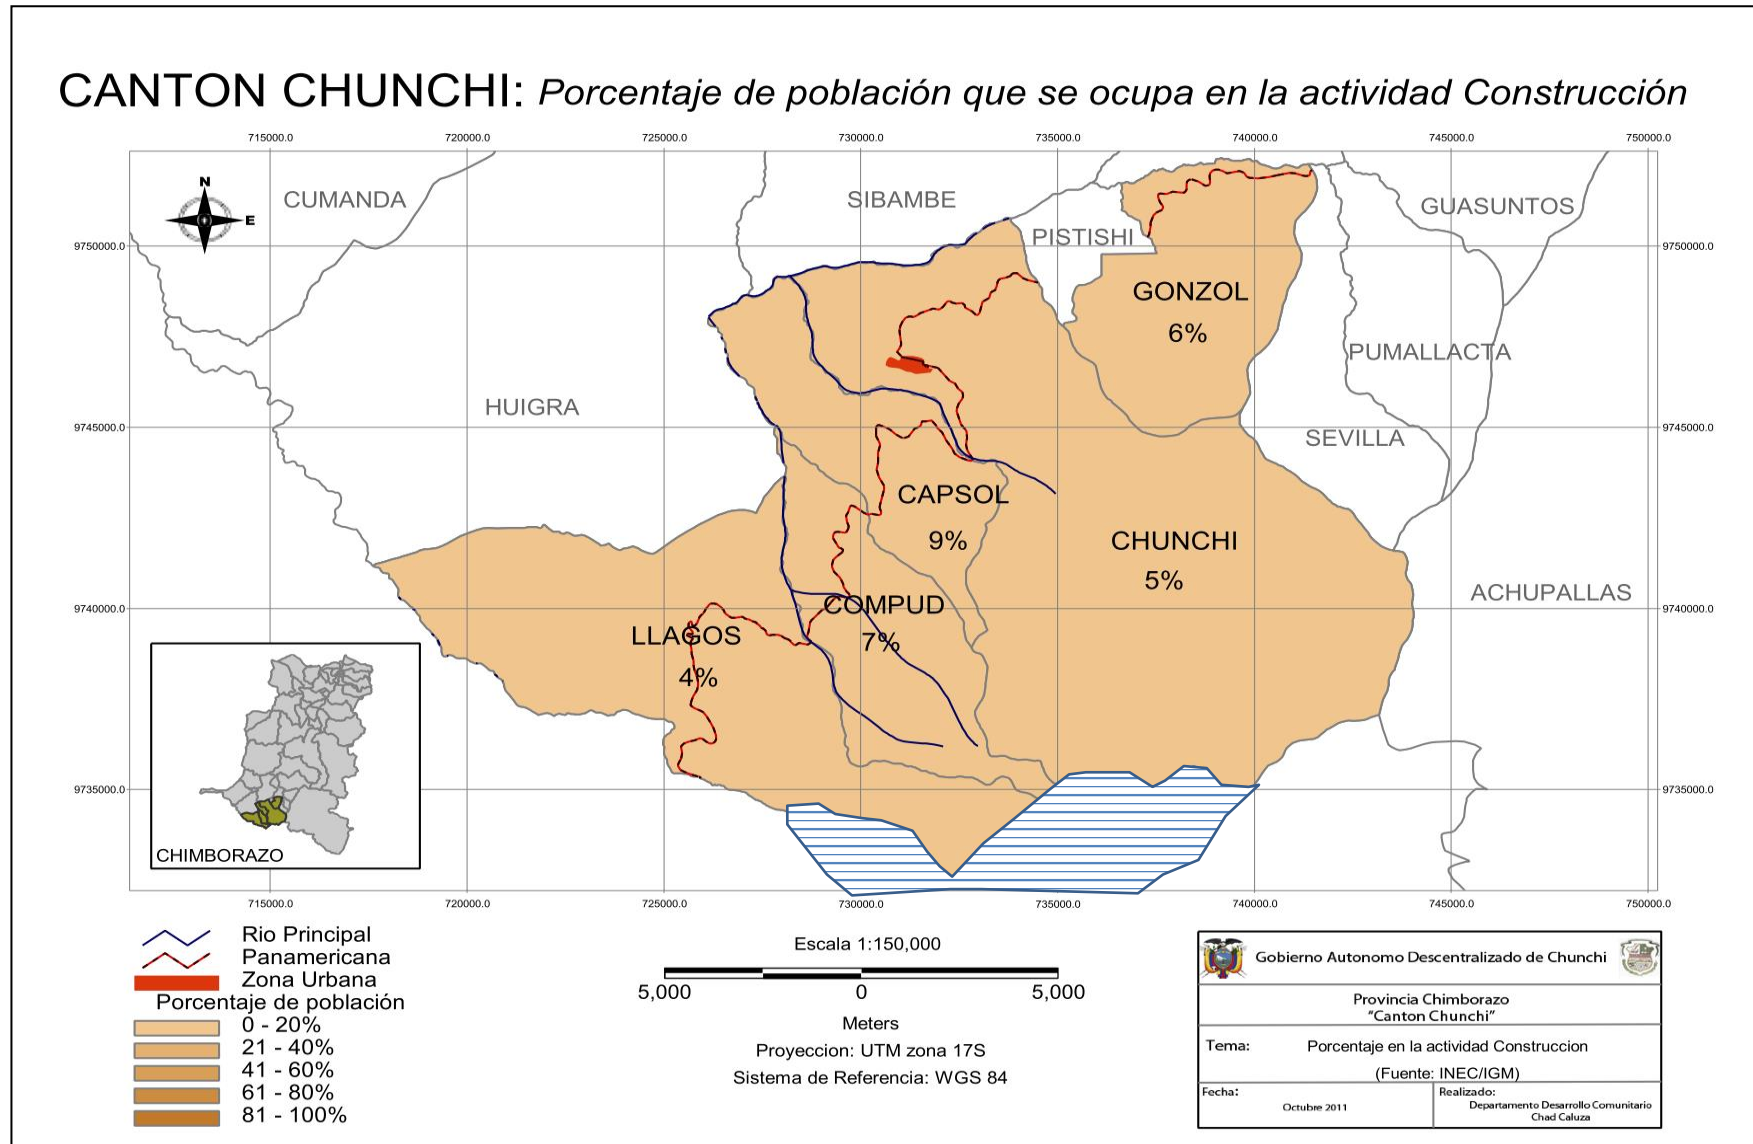 CANTON CHUNCHI: Porcentaje de población que se ocupa en la actividad Construcción
715000.0 720000.0 725000.0 730000.0 735000.0 740000.0 745000.0 750000.0
N
E
CUMANDA
SIBAMBE
GUASUNTOS
PISTISHI
9750000.0 9750000.0
GONZOL
6%
PUMALLACTA
HUIGRA
9745000.0 9745000.0
SEVILLA
CAPSOL
9%
CHUNCHI
5%
ACHUPALLAS
9740000.0 9740000.0
COMPUD
7%
LLAGOS
4%
9735000.0 9735000.0
CHIMBORAZO
715000.0 720000.0 725000.0 730000.0 735000.0 740000.0 745000.0 750000.0
Rio Principal
Panamericana
Zona Urbana
Porcentaje de población
0 - 20%
21 - 40%
41 - 60%
61 - 80%
81 - 100%
Escala 1:150,000
5,000 0 5,000
Meters
Proyeccion: UTM zona 17S
Sistema de Referencia: WGS 84
Gobierno Autonomo Descentralizado de Chunchi
Provincia Chimborazo
"Canton Chunchi"
Tema: Porcentaje en la actividad Construccion
(Fuente: INEC/IGM)
Fecha:
Octubre 2011
Realizado:
Departamento Desarrollo Comunitario
Chad Caluza